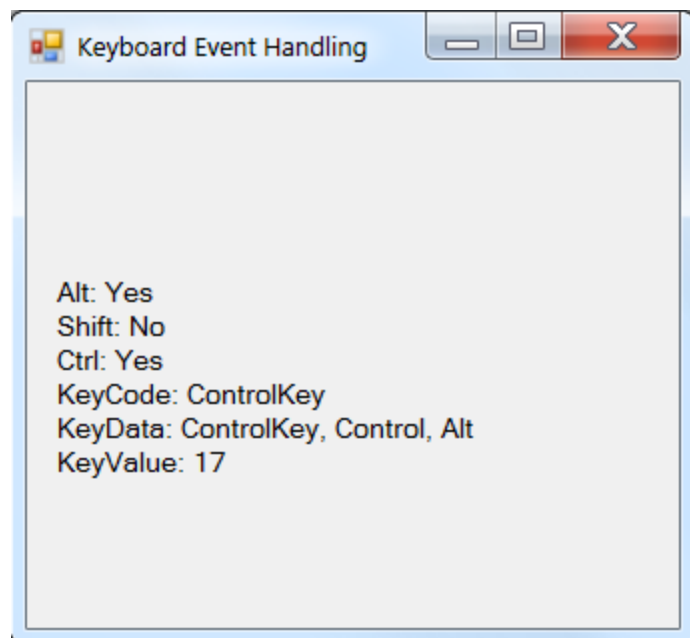 Keyboard Event Handling
Alt: Yes
Shift: No
Ctrl: Yes
KeyCode: ControlKey
KeyData: ControlKey, Control, Alt
KeyValue: 17